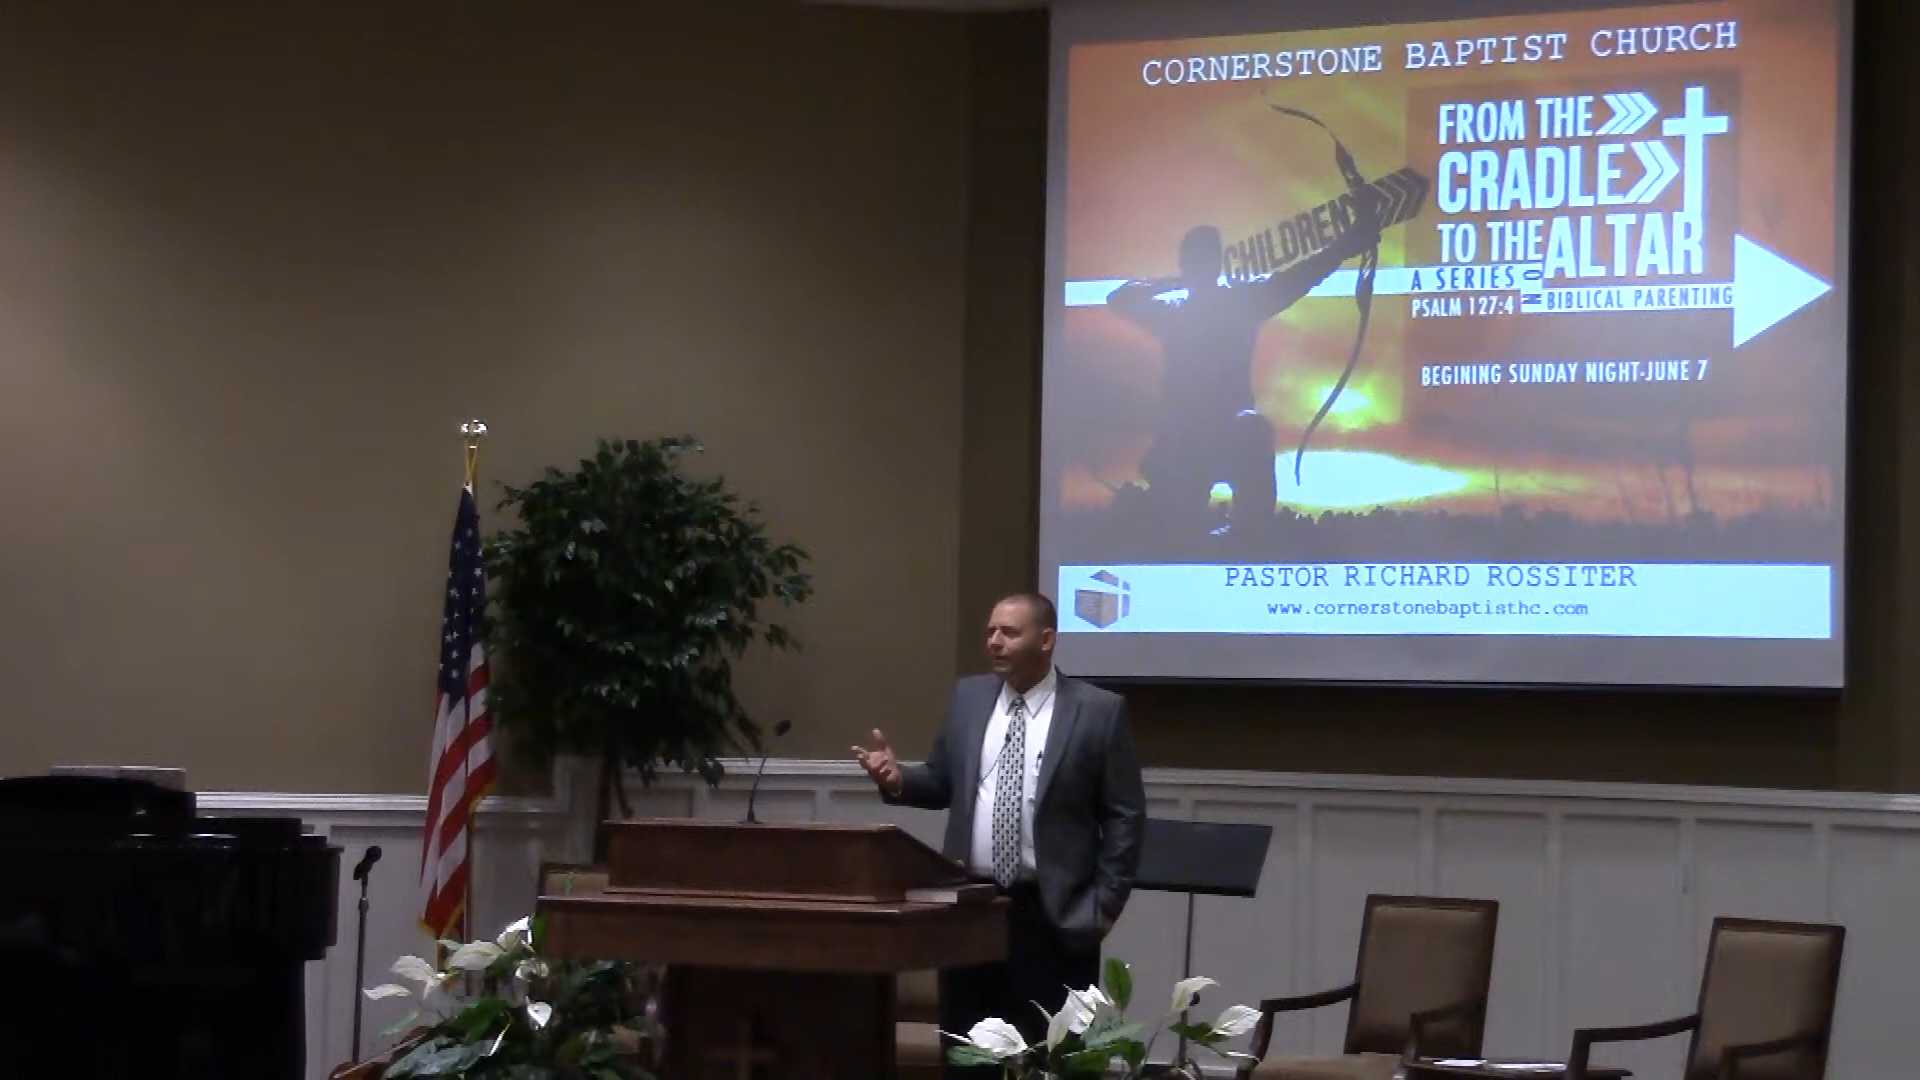 CORNERSTONE BAPTIST CHURCH
FROM THE
CRADLE
TO THE ALTAR
CHILDREN
A SERIES ON BIBLICAL PARENTING
PSALM 127:4
BEGINING SUNDAY NIGHT-JUNE 7
PASTOR RICHARD ROSSITER
www.cornerstonebaptisthc.com